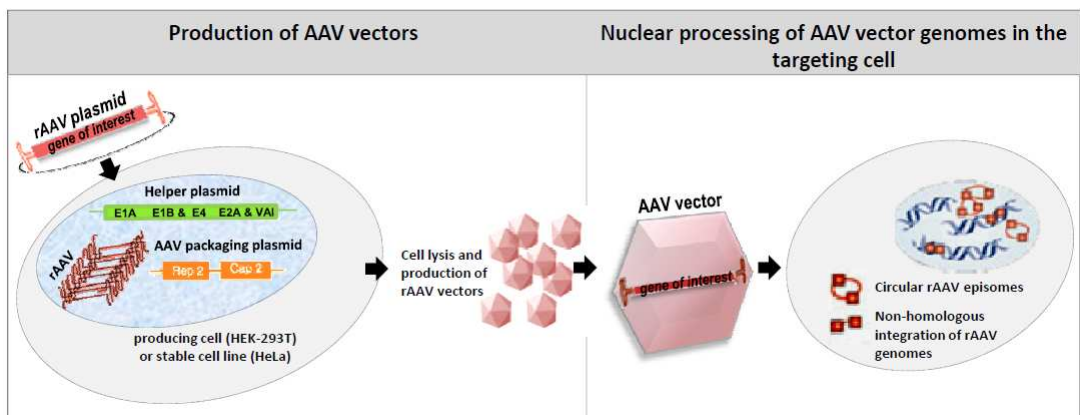 Production of AAV vectors
Nuclear processing of AAV vector genomes in the
targeting cell
rAAV plasmid
gene of interest
Helper plasmid
E1A E1B & E4 E2A & VAI
AAV packaging plasmid
rAAV
Rep 2 Cap 2
producing cell (HEK-293T)
or stable cell line (HeLa)
Cell lysis and
production of
rAAV vectors
AAV vector
gene of interest
Circular rAAV episomes
Non-homologous
integration of rAAV
genomes